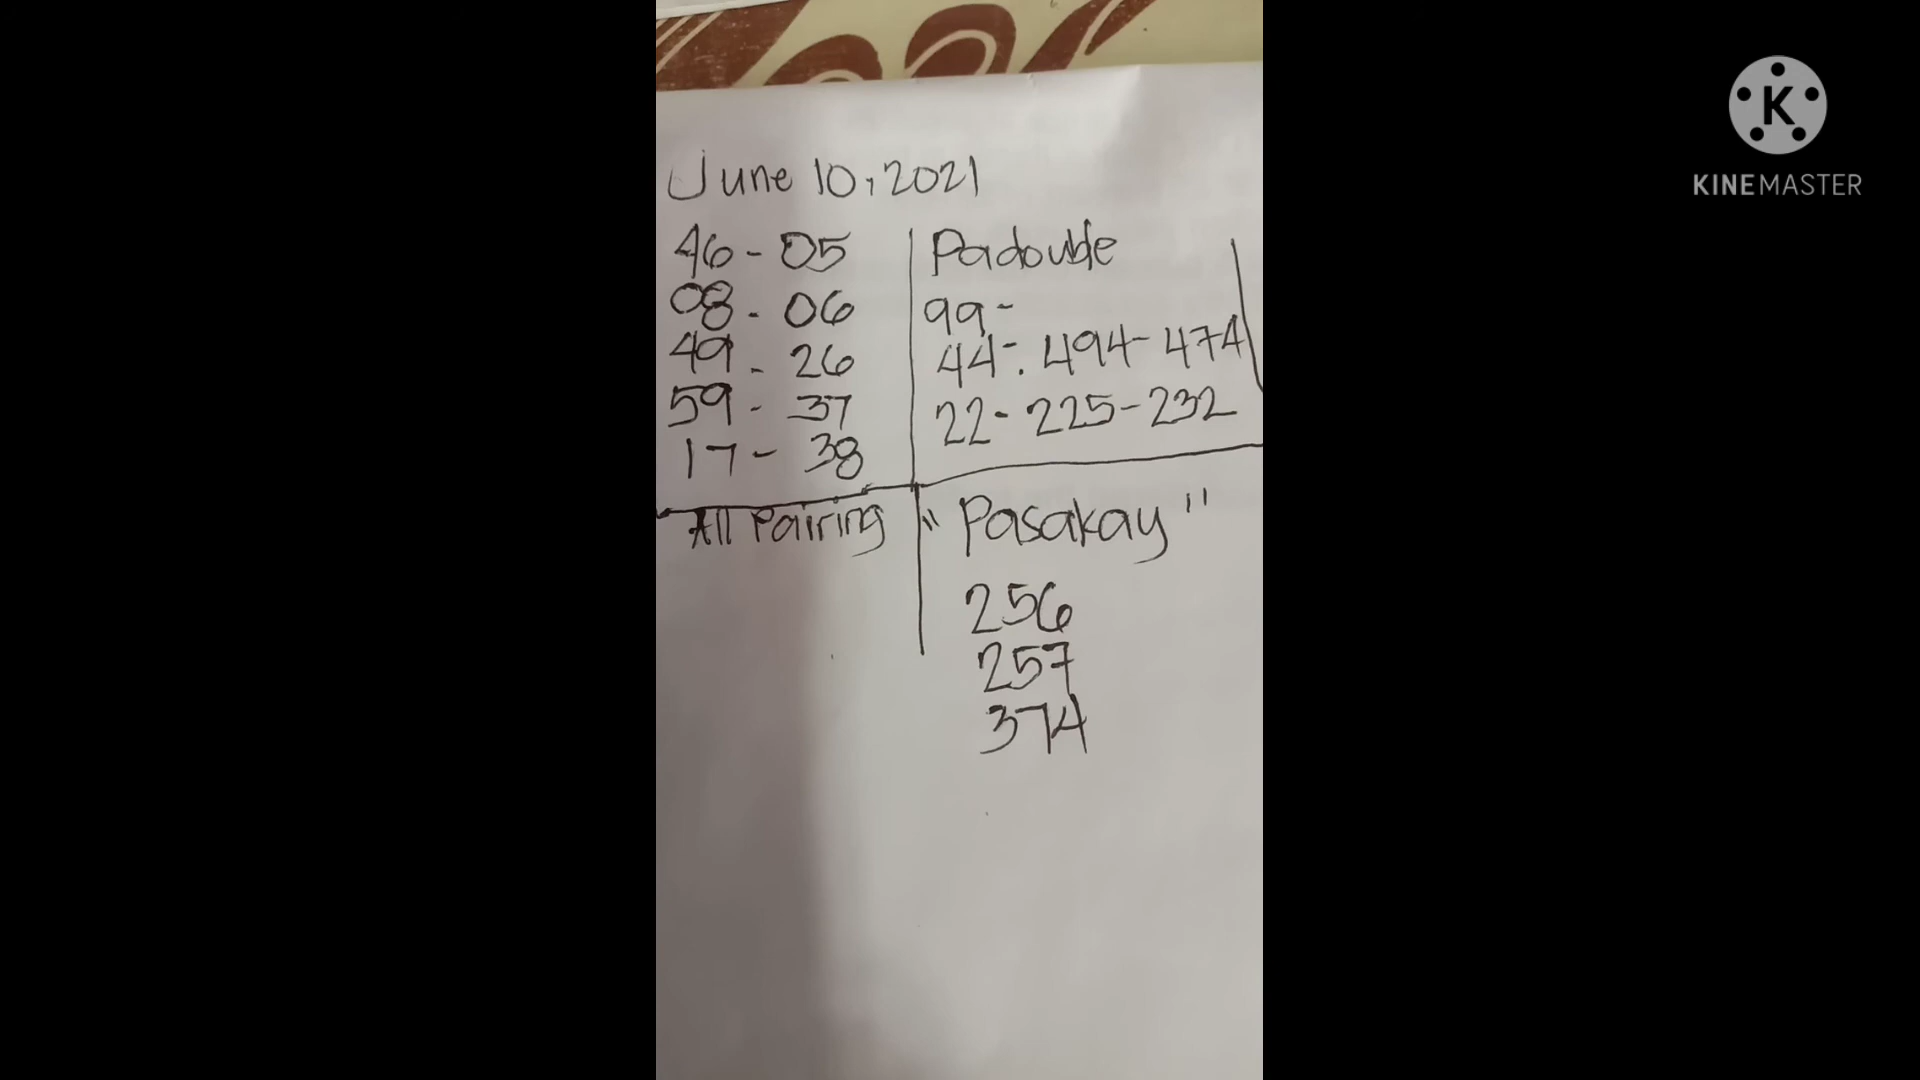 June 10, 2021
46 - 05
08 - 06
49 - 26
59 - 37
17 - 38
All Pairing
Padouble
99 -
44 - . 494 - 474
22 - 225 - 232
"Pasakay"
256
257
374
K
KINEMASTER